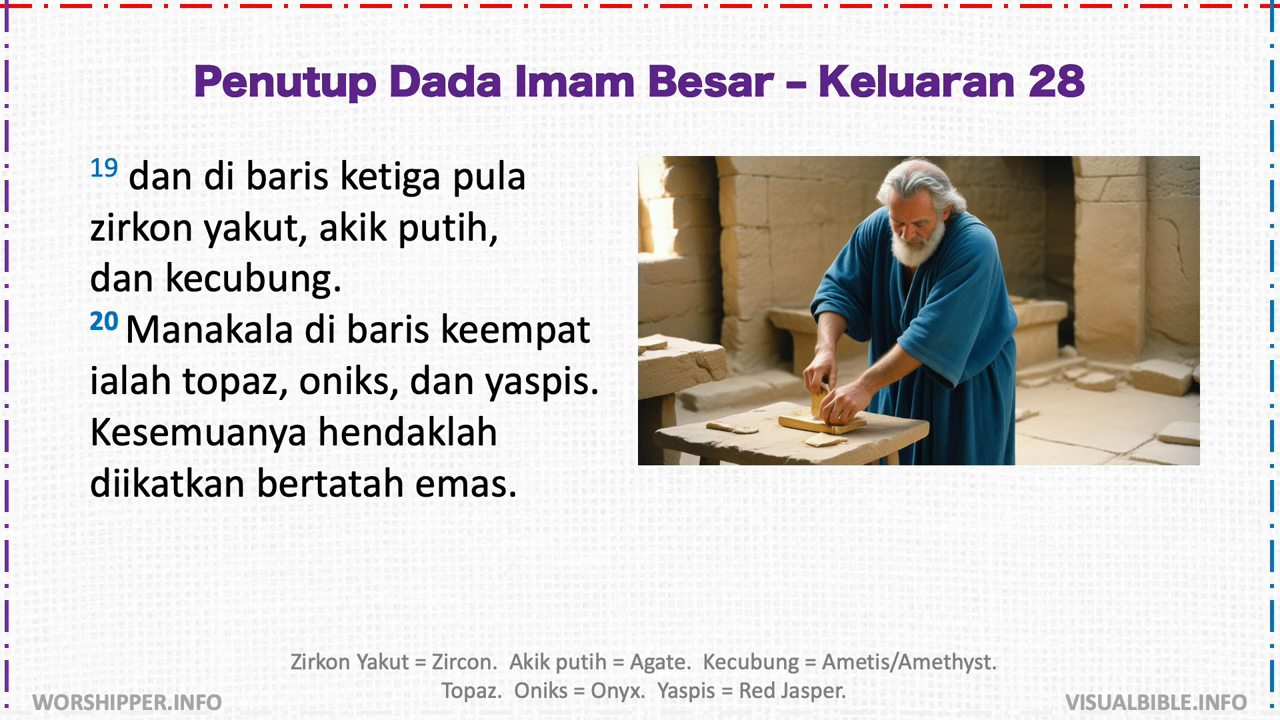 Penutup Dada Imam Besar – Keluaran 28
19 dan di baris ketiga pula
zirkon yakut, akik putih,
dan kecubung.
20 Manakala di baris keempat
ialah topaz, oniks, dan yaspis.
Kesemuanya hendaklah
diikatkan bertatah emas.
Zirkon Yakut = Zircon.  Akik putih = Agate.  Kecubung = Ametis/Amethyst.
Topaz.  Oniks = Onyx.  Yaspis = Red Jasper.
WORSHIPPER.INFO
VISUALBIBLE.INFO